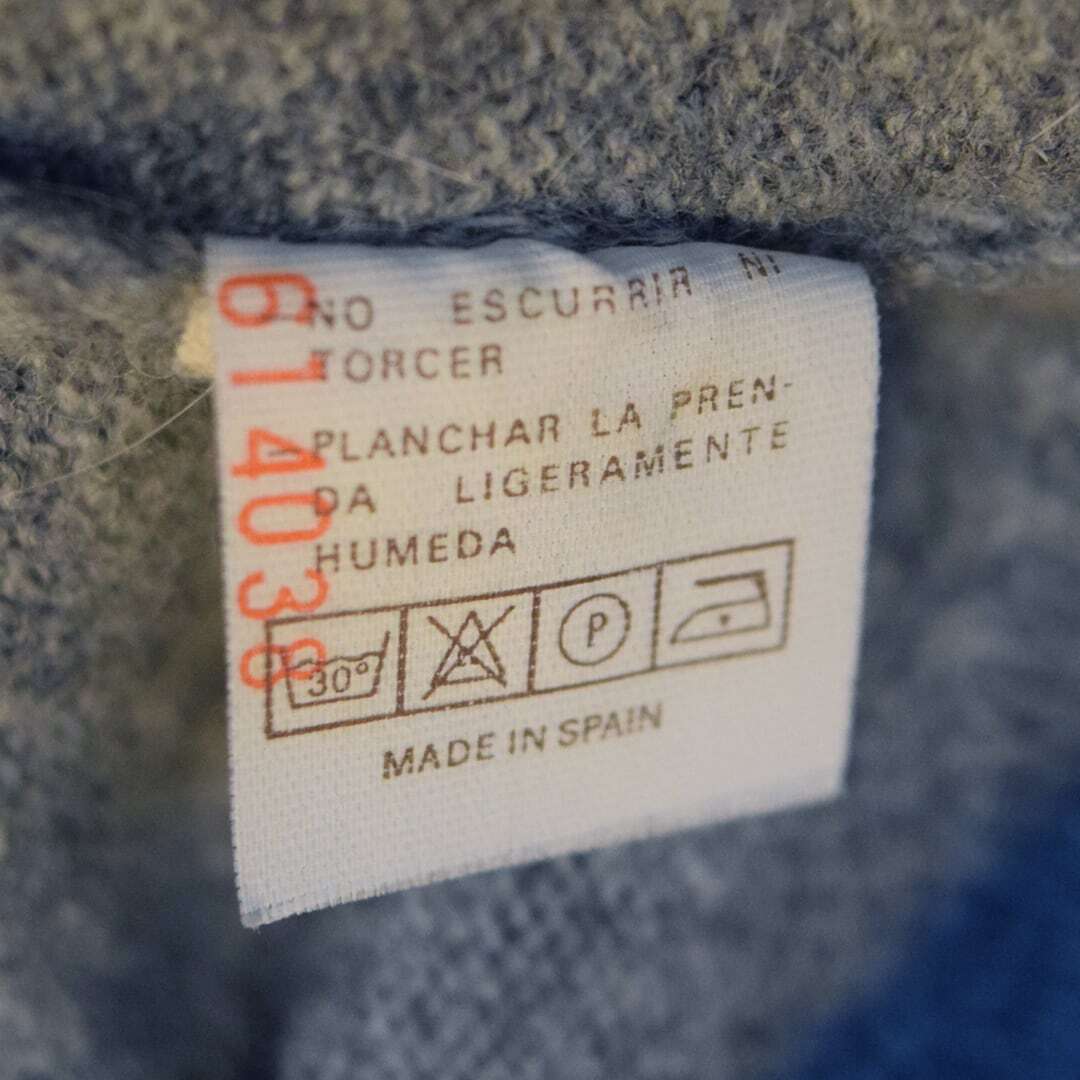 -NO ESCURRIR NI
TORCER
-PLANCHAR LA PREN-
DA LIGERAMENTE
HUMEDA
30°
P
MADE IN SPAIN
614038